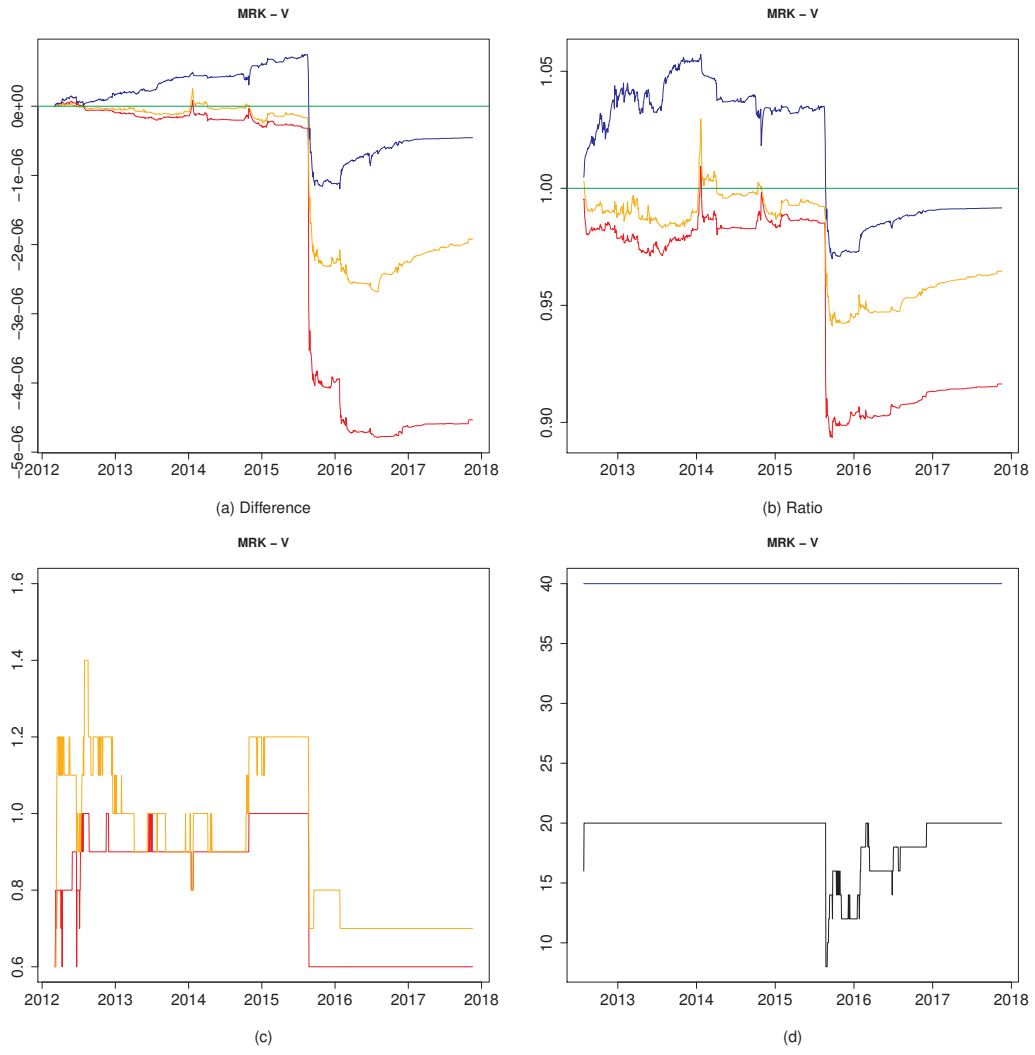 MRK – V
MRK – V
0e+00
-1e-06
-2e-06
-3e-06
-4e-06
-5e-06
2012 2013 2014 2015 2016 2017 2018
1.05
1.00
0.95
0.90
2013 2014 2015 2016 2017 2018
(a) Difference
(b) Ratio
MRK – V
MRK – V
1.6
1.4
1.2
1.0
0.8
0.6
2012 2013 2014 2015 2016 2017 2018
40
35
30
25
20
15
10
2013 2014 2015 2016 2017 2018
(c)
(d)